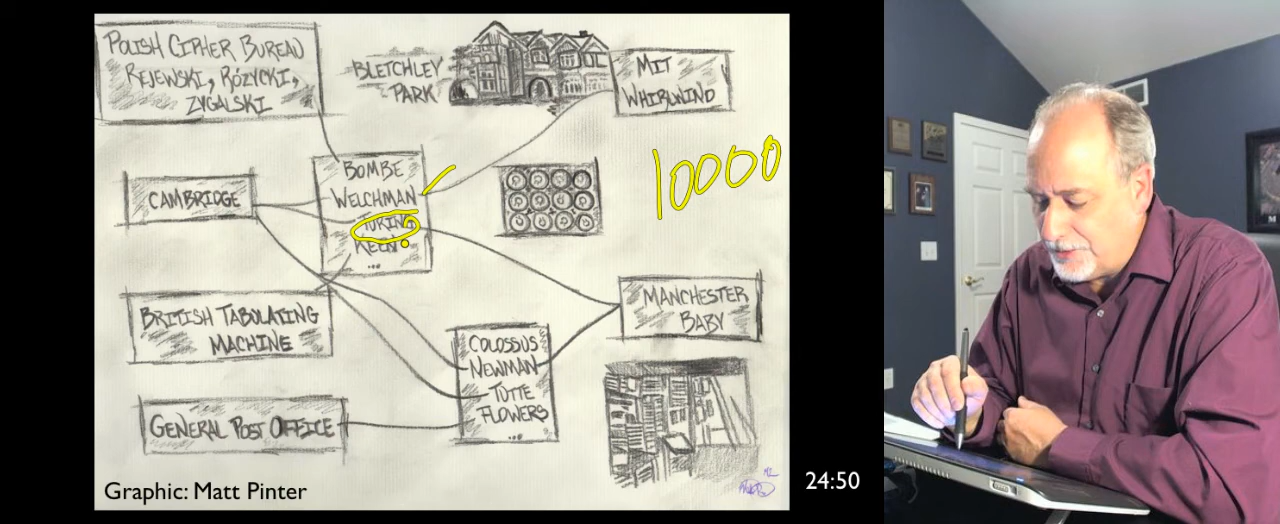 POLISH CIPHER BUREAU
REJEWSKI, RÓŻYCKI,
ZYGALSKI
BLETCHLEY
PARK
MIT
WHIRLWIND
10000
CAMBRIDGE
BOMBE
WELCHMAN
TURING
KEEN
...
BRITISH TABULATING
MACHINE
MANCHESTER
BABY
COLOSSUS
NEWMAN
TUTTE
FLOWERS
...
GENERAL POST OFFICE
Graphic: Matt Pinter
24:50